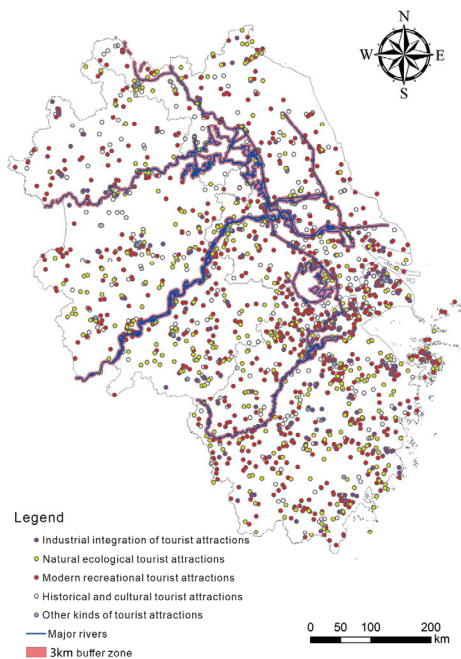 N
W E
S
Legend
Industrial integration of tourist attractions
Natural ecological tourist attractions
Modern recreational tourist attractions
Historical and cultural tourist attractions
Other kinds of tourist attractions
Major rivers
3km buffer zone
0 50 100 200
km